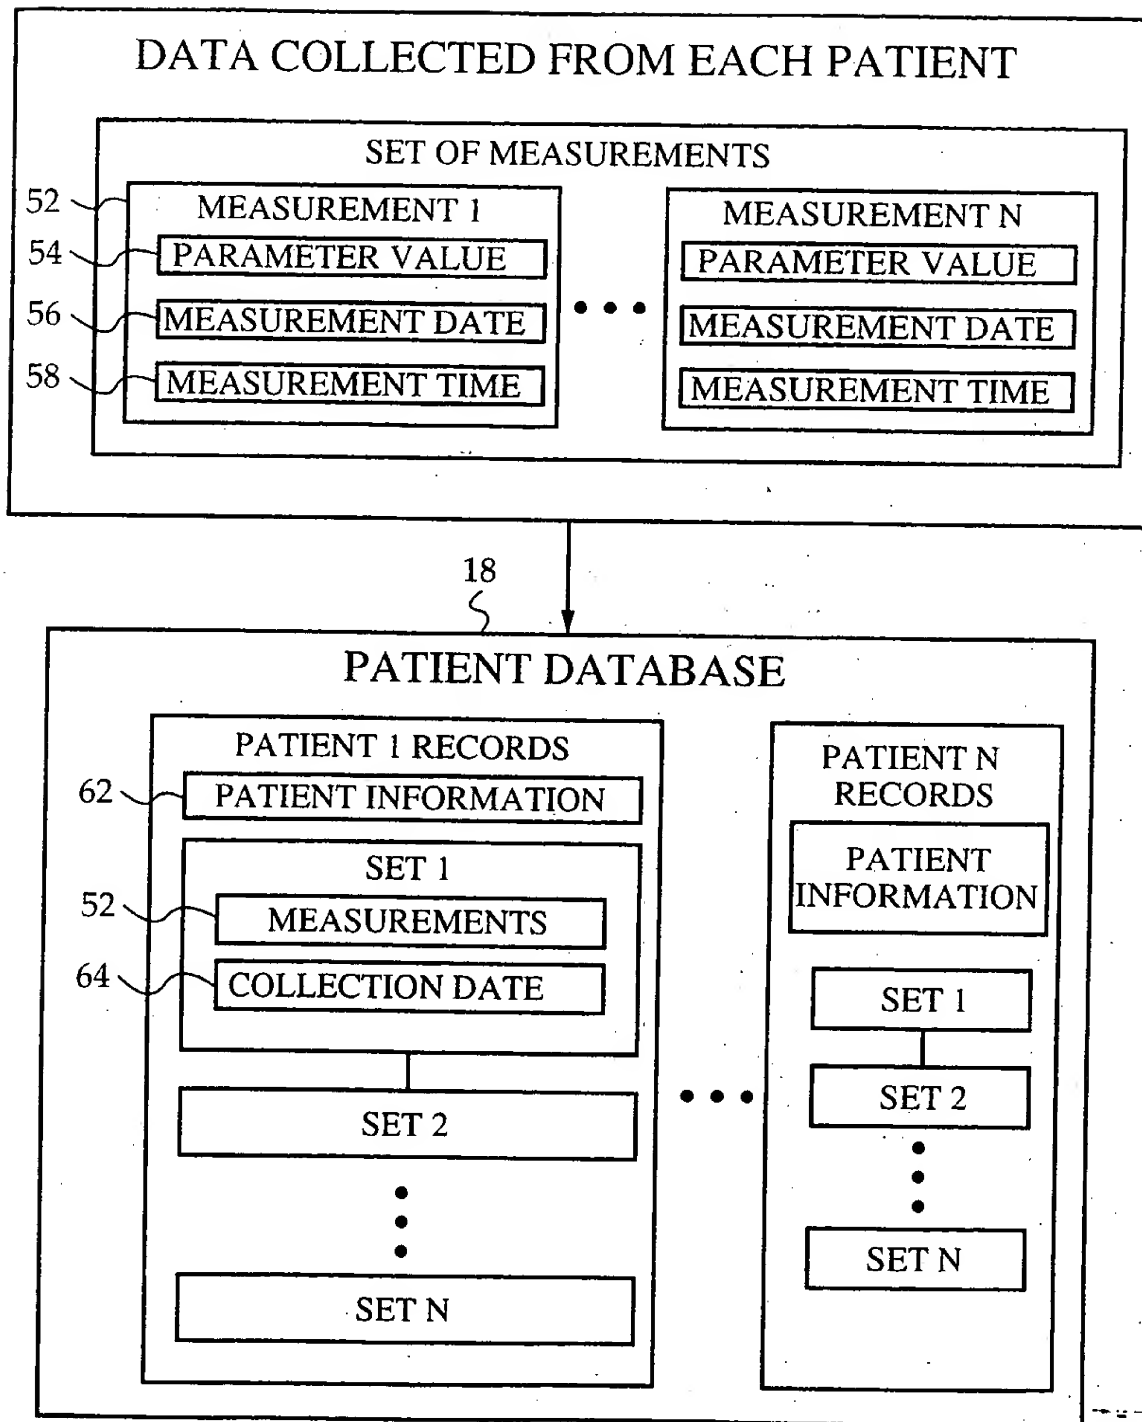 DATA COLLECTED FROM EACH PATIENT
SET OF MEASUREMENTS
52
MEASUREMENT 1
54
PARAMETER VALUE
56
MEASUREMENT DATE
58
MEASUREMENT TIME
MEASUREMENT N
PARAMETER VALUE
MEASUREMENT DATE
MEASUREMENT TIME
18
PATIENT DATABASE
PATIENT 1 RECORDS
62
PATIENT INFORMATION
SET 1
52
MEASUREMENTS
64
COLLECTION DATE
SET 2
SET N
PATIENT N
RECORDS
PATIENT
INFORMATION
SET 1
SET 2
SET N